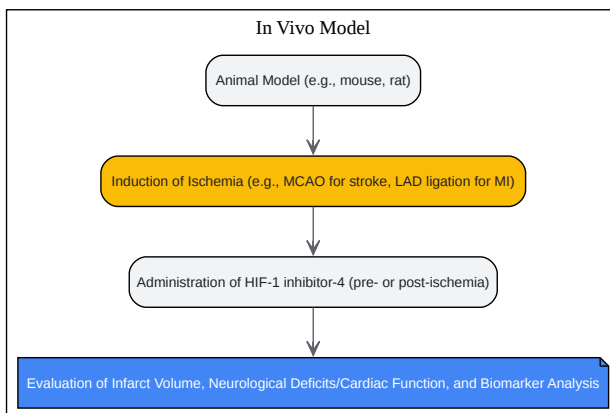 In Vivo Model
Animal Model (e.g., mouse, rat)
Induction of Ischemia (e.g., MCAO for stroke, LAD ligation for MI)
Administration of HIF-1 inhibitor-4 (pre- or post-ischemia)
Evaluation of Infarct Volume, Neurological Deficits/Cardiac Function, and Biomarker Analysis